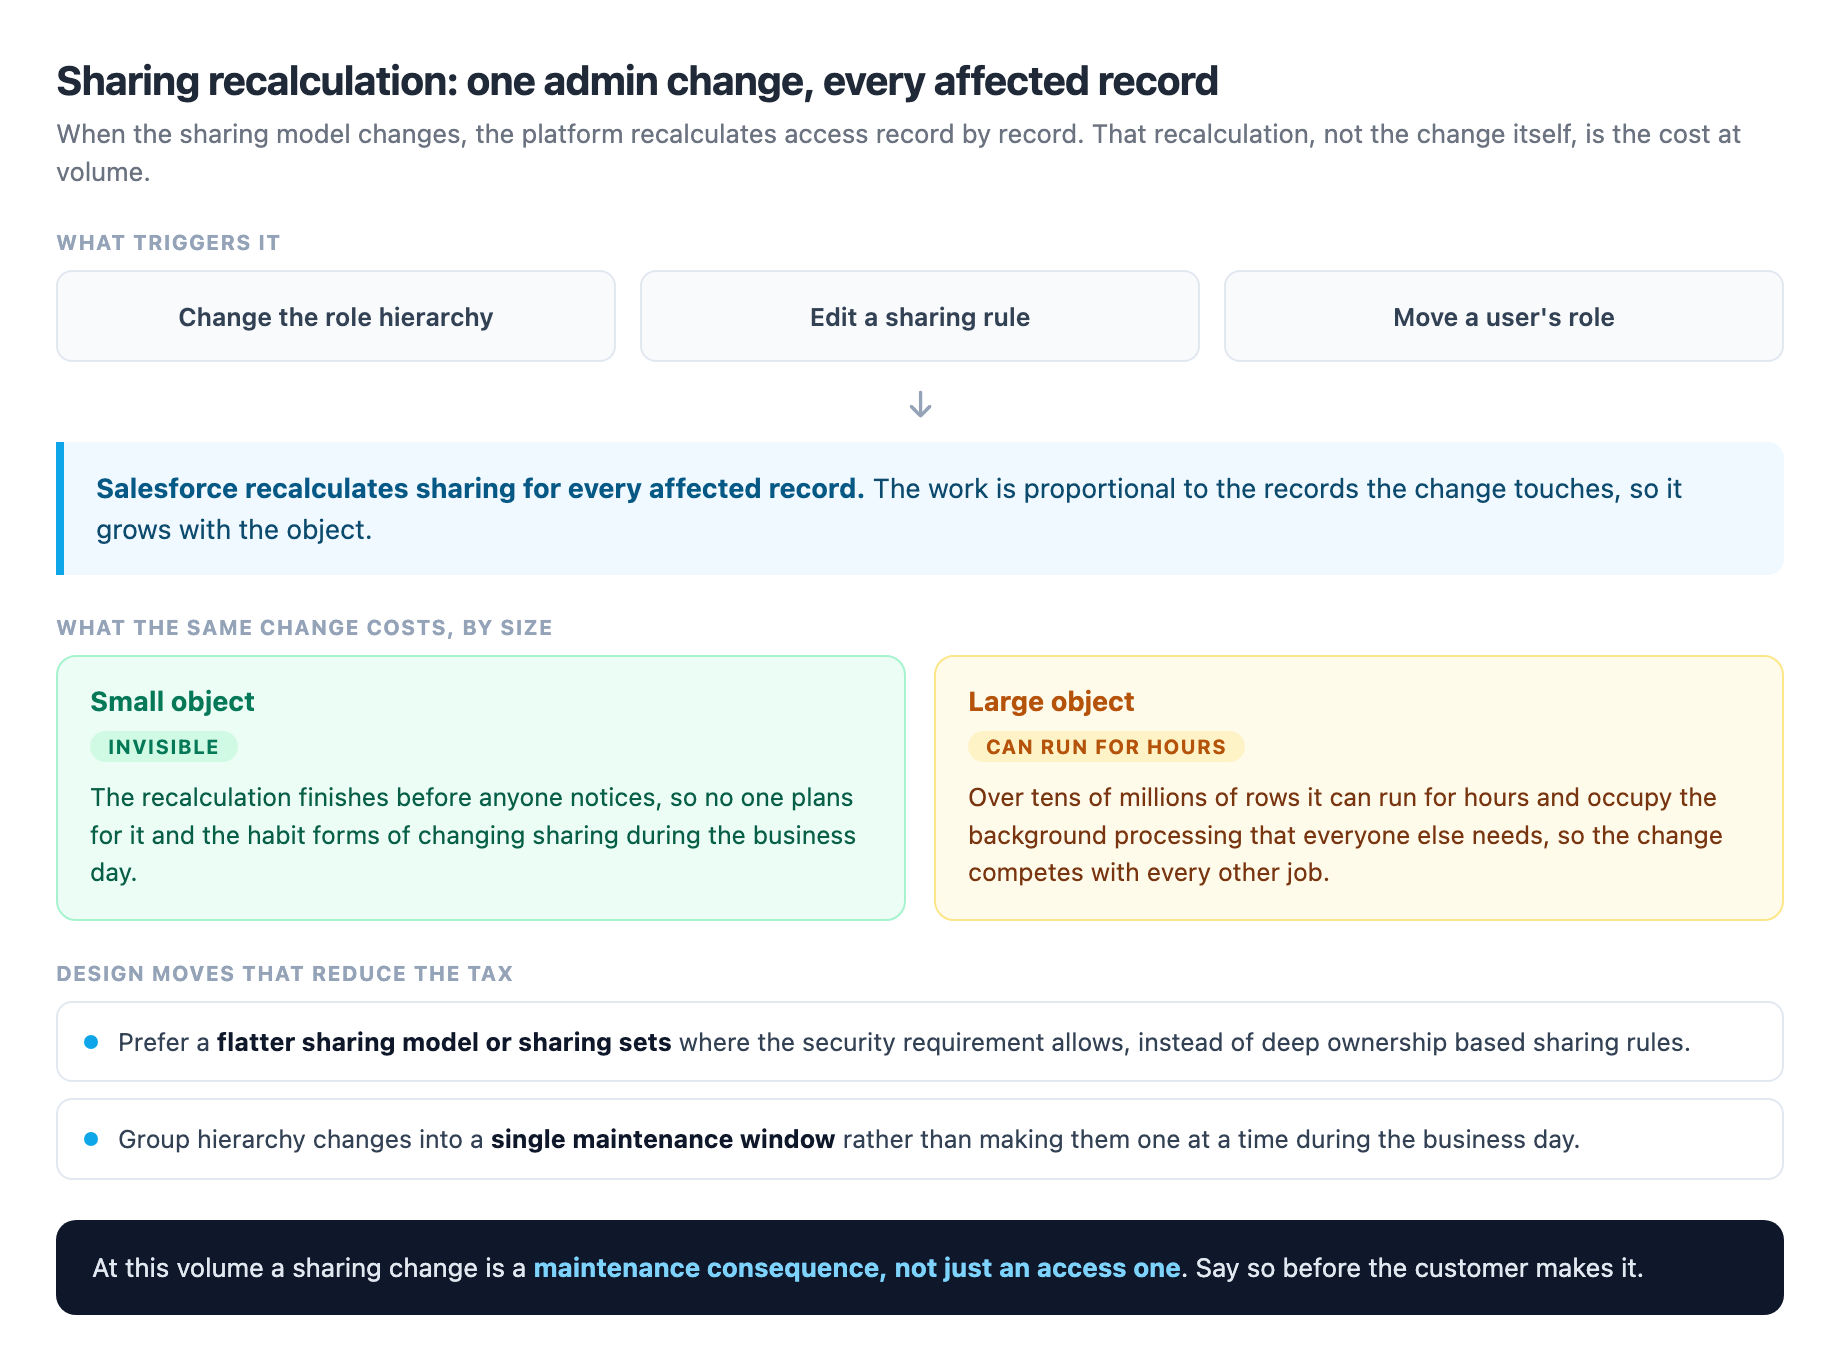 Sharing recalculation: one admin change, every affected record
When the sharing model changes, the platform recalculates access record by record. That recalculation, not the change itself, is the cost at
volume.
WHAT TRIGGERS IT
Change the role hierarchy
Edit a sharing rule
Move a user's role
↓
Salesforce recalculates sharing for every affected record. The work is proportional to the records the change touches, so it
grows with the object.
WHAT THE SAME CHANGE COSTS, BY SIZE
Small object
INVISIBLE
The recalculation finishes before anyone notices, so no one plans
for it and the habit forms of changing sharing during the business
day.
Large object
CAN RUN FOR HOURS
Over tens of millions of rows it can run for hours and occupy the
background processing that everyone else needs, so the change
competes with every other job.
DESIGN MOVES THAT REDUCE THE TAX
Prefer a flatter sharing model or sharing sets where the security requirement allows, instead of deep ownership based sharing rules.
Group hierarchy changes into a single maintenance window rather than making them one at a time during the business day.
At this volume a sharing change is a maintenance consequence, not just an access one. Say so before the customer makes it.